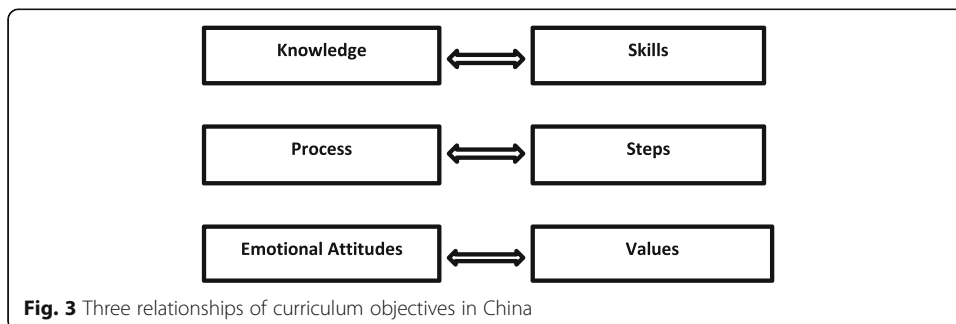 Knowledge
Skills
Process
Steps
Emotional Attitudes
Values
Fig. 3 Three relationships of curriculum objectives in China